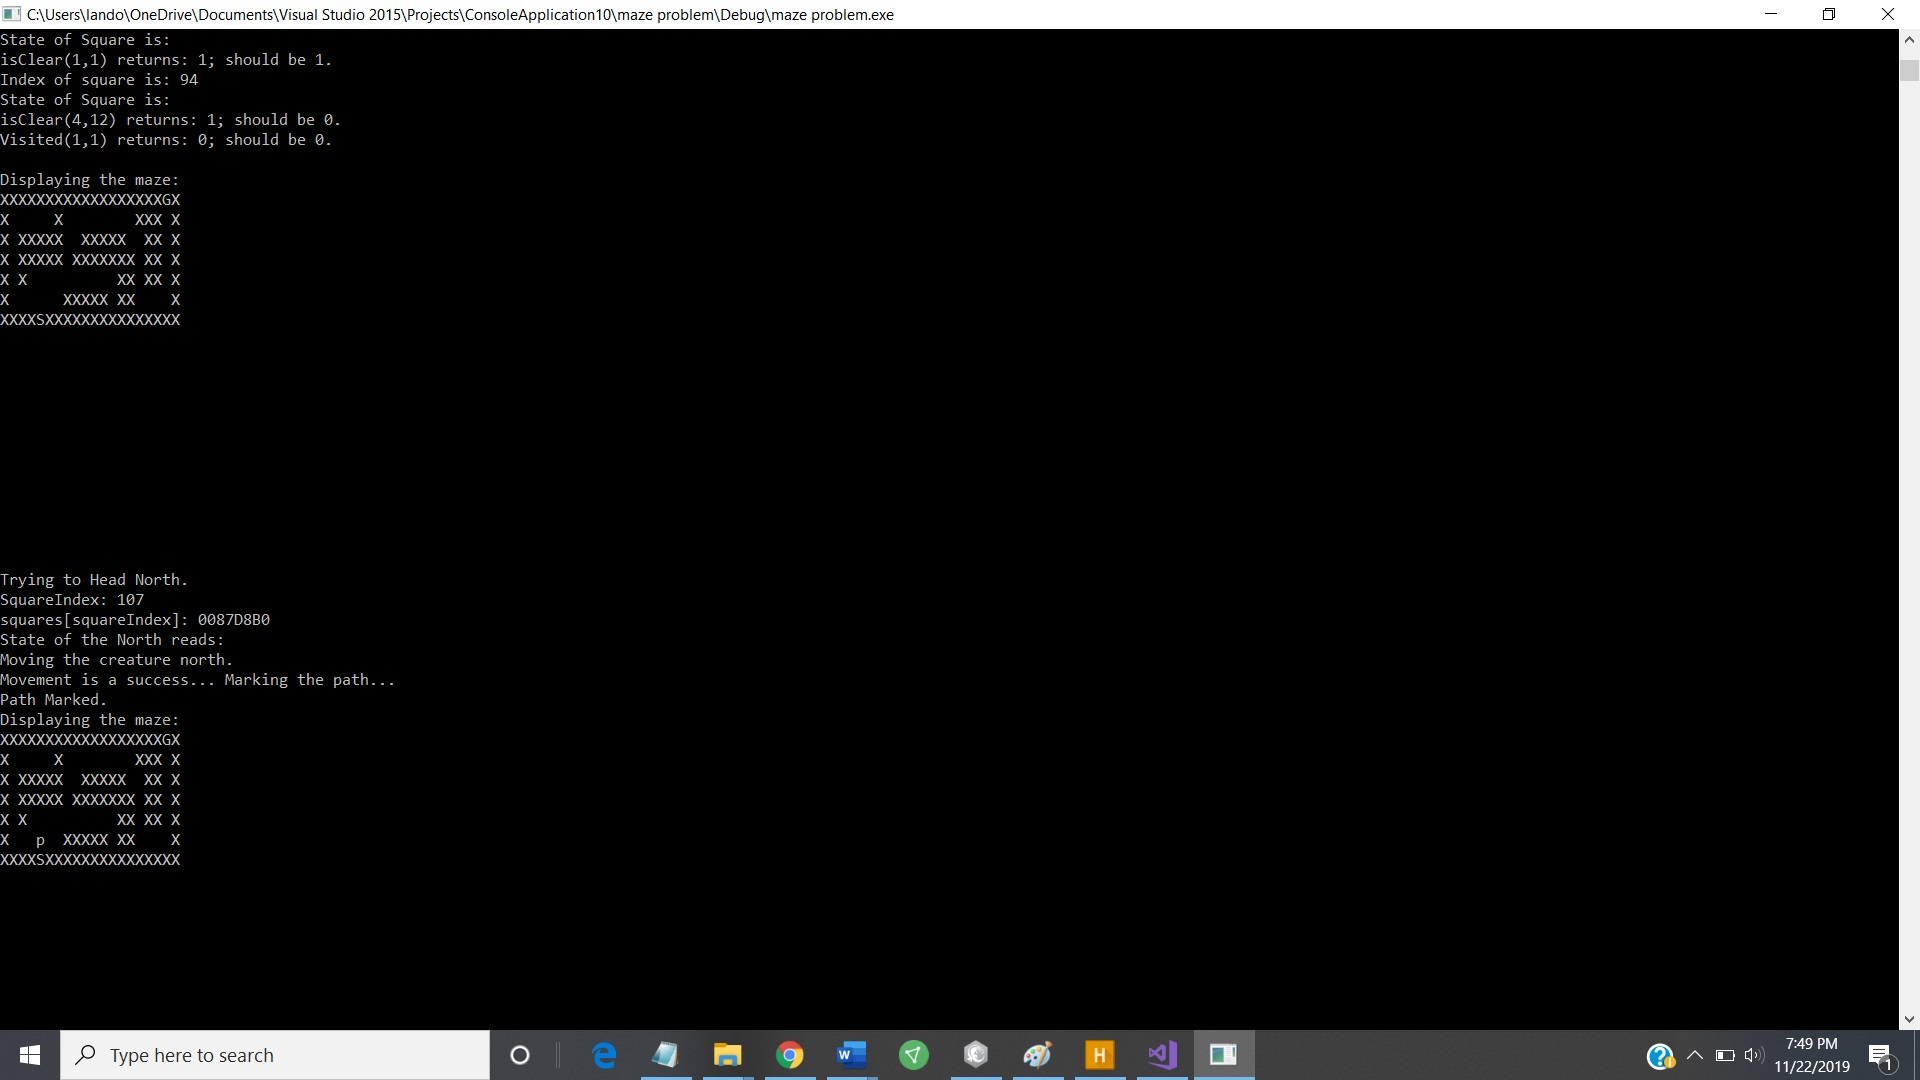 C:\Users\lando\OneDrive\Documents\Visual Studio 2015\Projects\ConsoleApplication10\maze problem\Debug\maze problem.exe
State of Square is:
isClear(1,1) returns: 1; should be 1.
Index of square is: 94
State of Square is:
isClear(4,12) returns: 1; should be 0.
Visited(1,1) returns: 0; should be 0.
Displaying the maze:
XXXXXXXXXXXXXXXXXXGX
X     X        XXX X
X XXXXX  XXXXX  XX X
X XXXXX XXXXXXX XX X
X X          XX XX X
X      XXXXX XX    X
XXXXSXXXXXXXXXXXXXXX
Trying to Head North.
SquareIndex: 107
squares[squareIndex]: 0087D8B0
State of the North reads:
Moving the creature north.
Movement is a success... Marking the path...
Path Marked.
Displaying the maze:
XXXXXXXXXXXXXXXXXXGX
X     X        XXX X
X XXXXX  XXXXX  XX X
X XXXXX XXXXXXX XX X
X X          XX XX X
X   p  XXXXX XX    X
XXXXSXXXXXXXXXXXXXXX
Type here to search
W
H
7:49 PM
11/22/2019
1